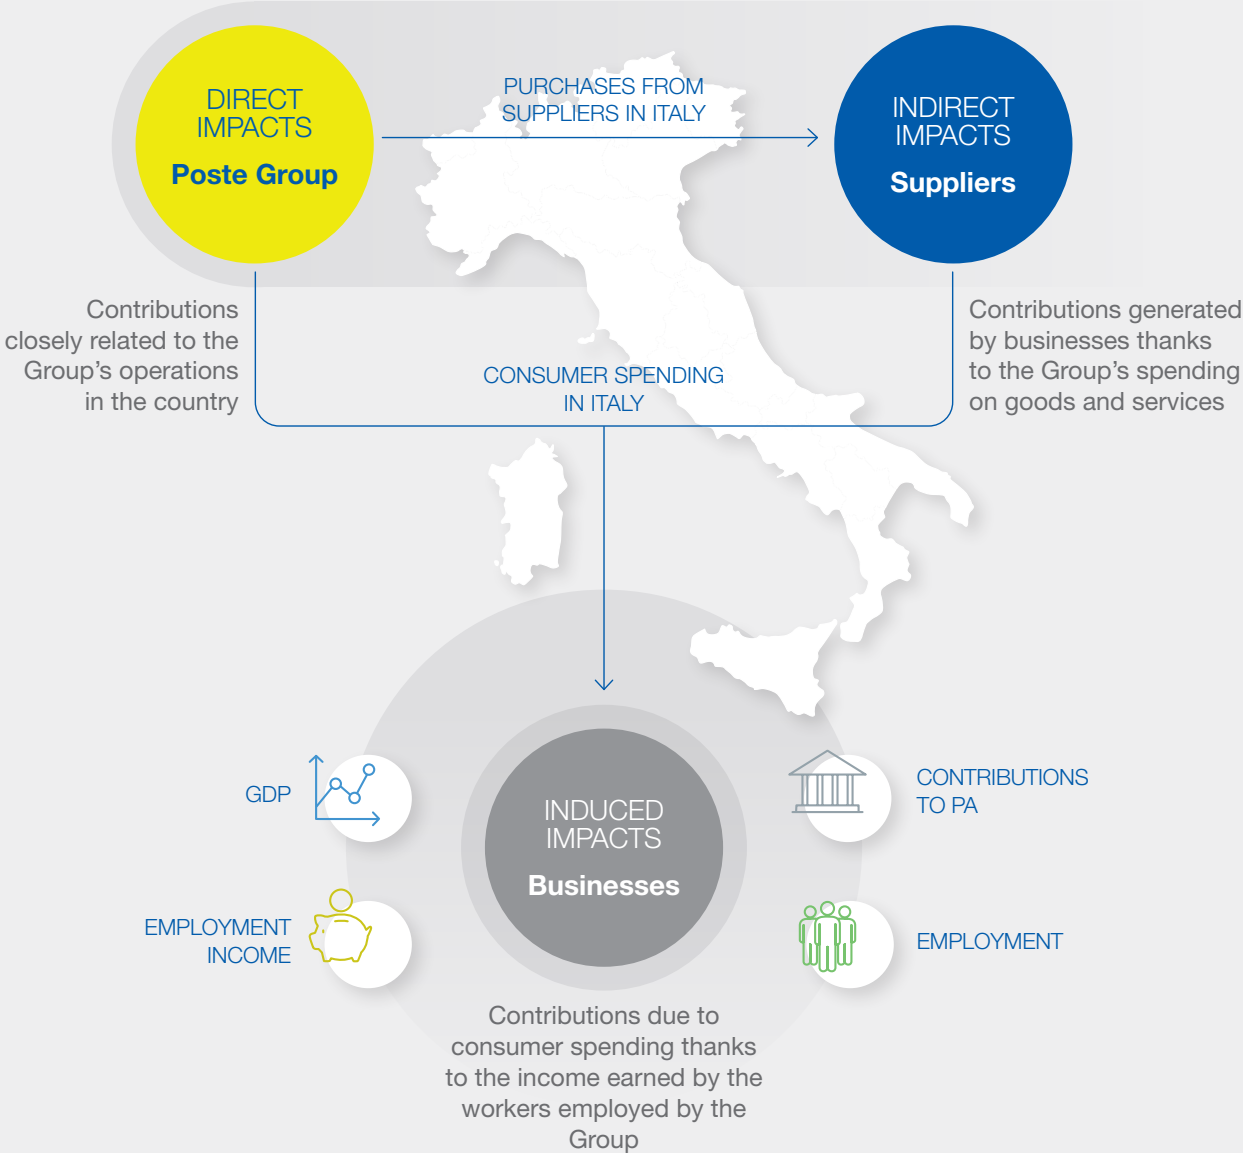 DIRECT
IMPACTS
Poste Group
PURCHASES FROM
SUPPLIERS IN ITALY
INDIRECT
IMPACTS
Suppliers
Contributions
closely related to the
Group's operations
in the country
CONSUMER SPENDING
IN ITALY
Contributions generated
by businesses thanks
to the Group's spending
on goods and services
GDP
EMPLOYMENT
INCOME
INDUCED
IMPACTS
Businesses
CONTRIBUTIONS
TO PA
EMPLOYMENT
Contributions due to
consumer spending thanks
to the income earned by the
workers employed by the
Group